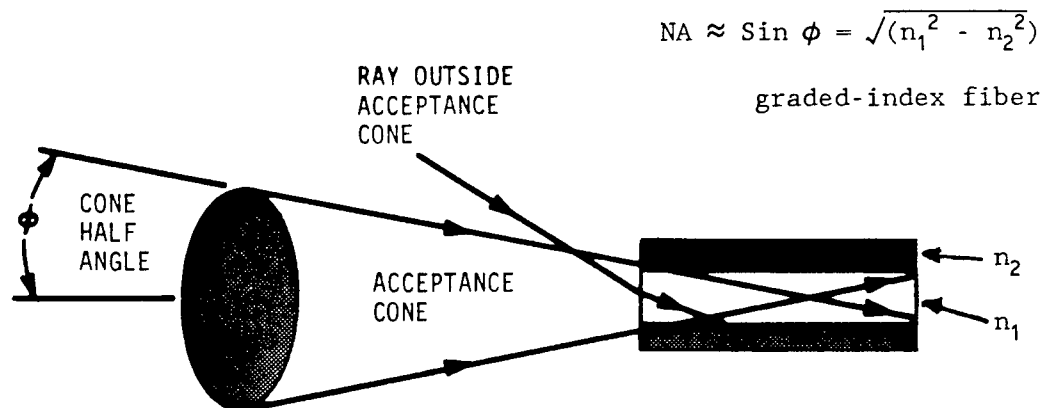 NA ≈ Sin ϕ = √(n₁² - n₂²)
graded-index fiber
RAY OUTSIDE
ACCEPTANCE
CONE
ϕ
CONE
HALF
ANGLE
ACCEPTANCE
CONE
n₂
n₁